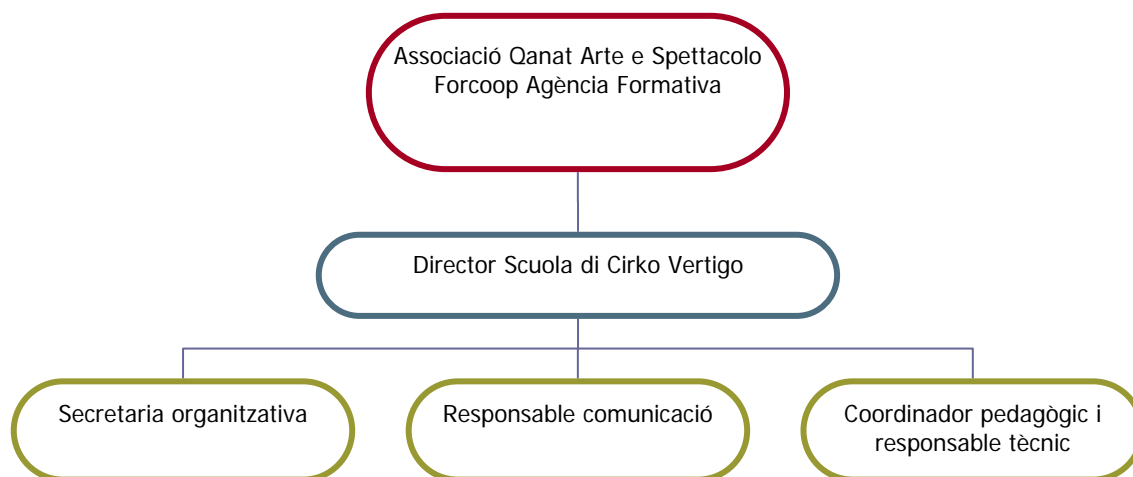 Associació Qanat Arte e Spettacolo
Forcoop Agència Formativa
Director Scuola di Cirko Vertigo
Secretaria organitzativa
Responsable comunicació
Coordinador pedagògic i
responsable tècnic